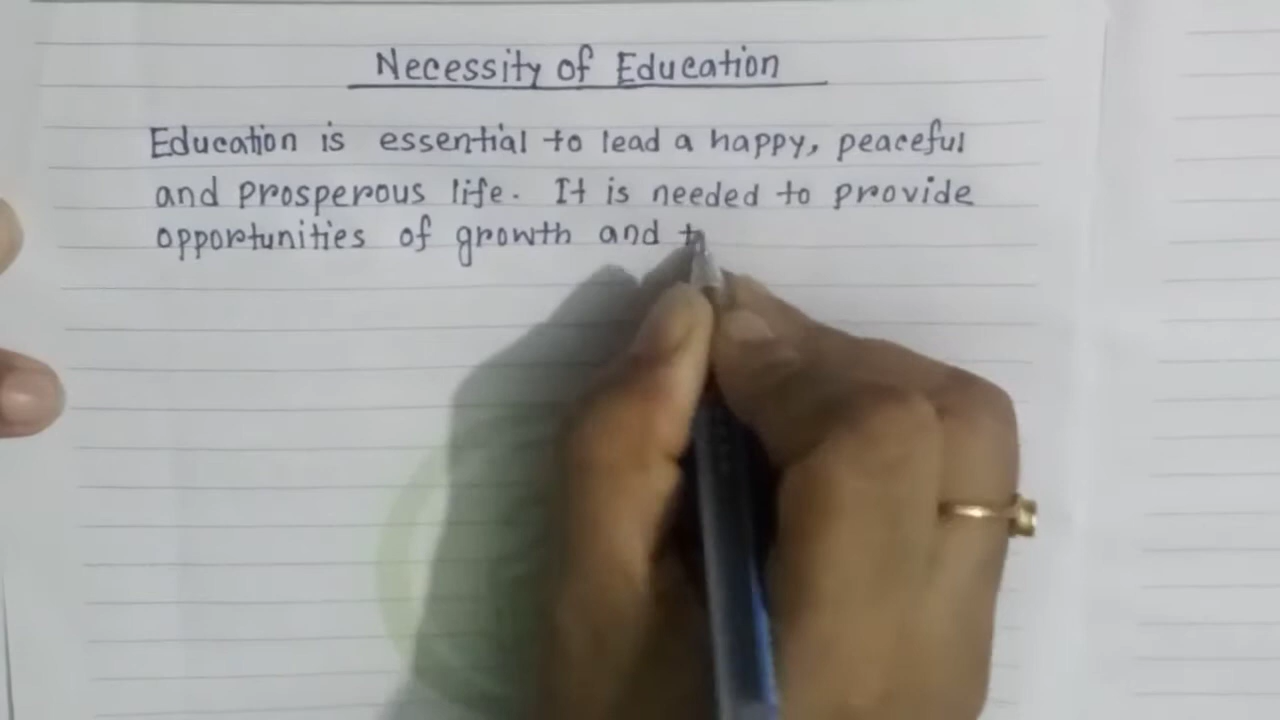 Necessity of Education
Education is essential to lead a happy, peaceful
and prosperous life. It is needed to provide
opportunities of growth and